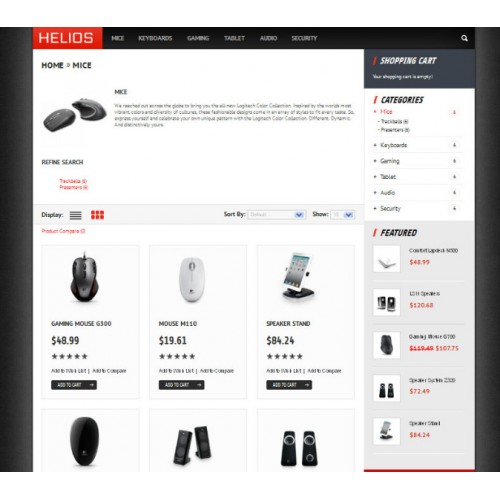 HELIOS MICE KEYBOARDS GAMING TABLET AUDIO SECURITY
HOME » MICE
MICE
We reached out across the globe to bring you the all-new Logitech Color Collection. Inspired by the worlds most
vibrant colors and diversity of cultures, these fashionable designs come in an array of styles to fit every taste. So,
express yourself and celebrate your own unique pattern with the Logitech Color Collection. Different. Dynamic.
And distinctively yours.
REFINE SEARCH
Trackballs (6)
Presenters (6)
Display:
Sort By: Default
Show:
Product Compare (0)
GAMING MOUSE G300
$48.99
Add to Wish List | Add to Compare
ADD TO CART
MOUSE M110
$19.61
Add to Wish List | Add to Compare
ADD TO CART
SPEAKER STAND
$84.24
Add to Wish List | Add to Compare
ADD TO CART
SHOPPING CART
Your shopping cart is empty!
CATEGORIES
+ Mice
- Trackballs (6)
- Presenters (6)
+ Keyboards
+ Gaming
+ Tablet
+ Audio
+ Security
FEATURED
Comfort Lapdesk N500
$48.99
Speakers
$120.68
Gaming Mouse G700
$119.49 $107.75
Speaker System Z320
$72.49
Speaker Stand
$84.24